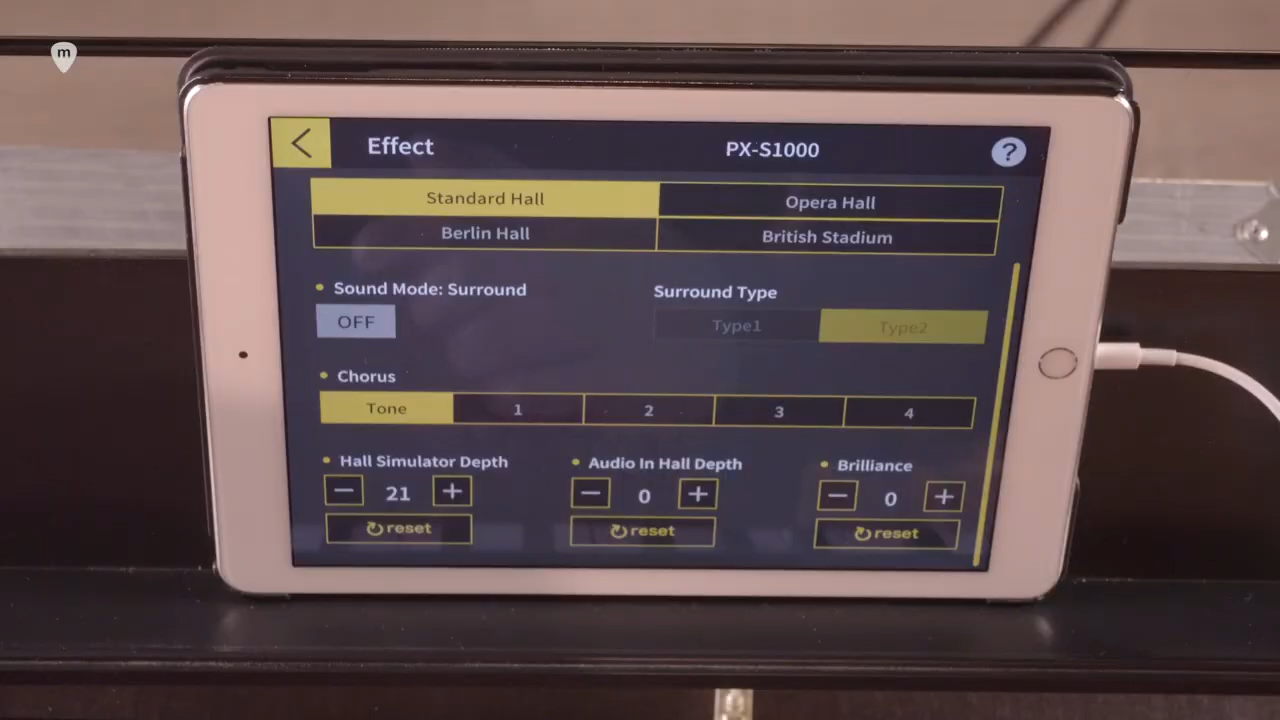 m
< Effect PX-S1000 ?
Standard Hall Opera Hall
Berlin Hall British Stadium
Sound Mode: Surround Surround Type
OFF Type1 Type2
Chorus
Tone 1 2 3 4
Hall Simulator Depth Audio In Hall Depth Brilliance
− 21 + − 0 + − 0 +
reset reset reset